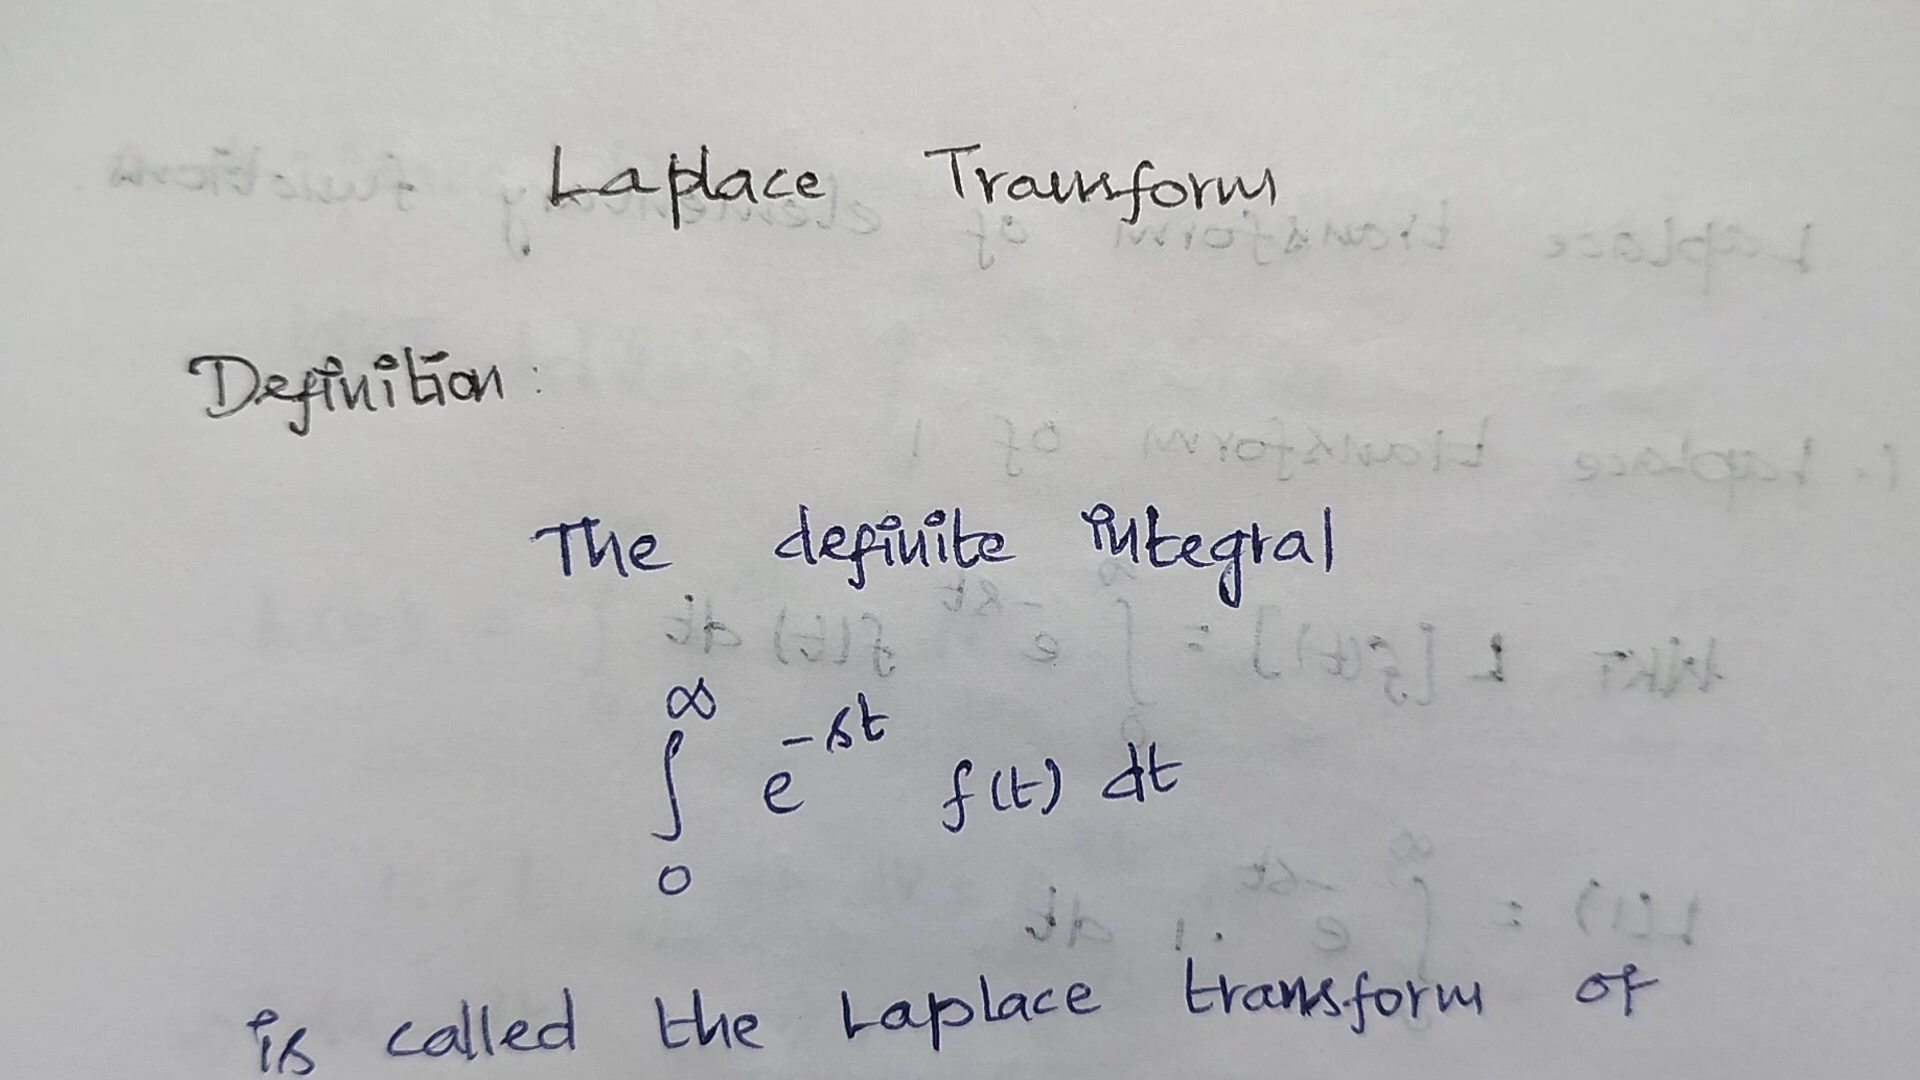 Laplace Transform
Definition:
The definite integral
∞
∫ e^-st f(t) dt
0
is called the Laplace transform of